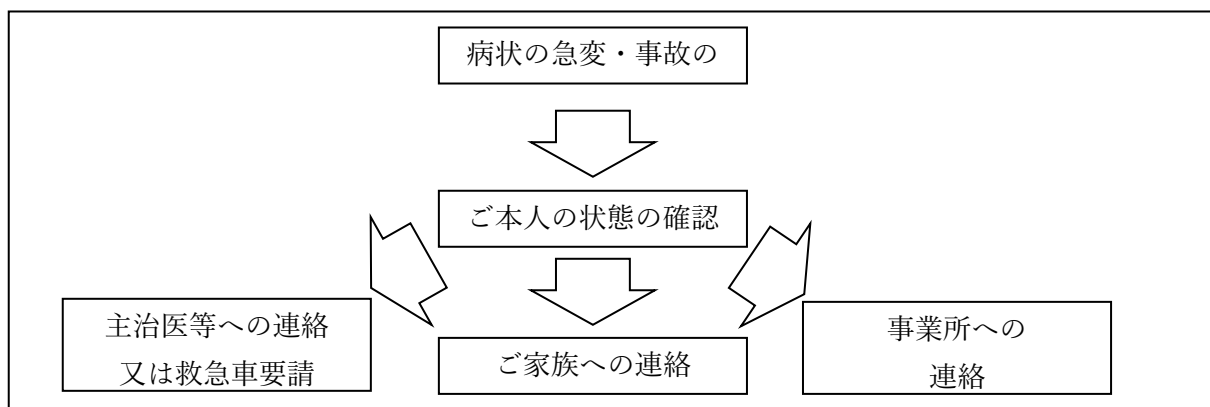 病状の急変・事故の
ご本人の状態の確認
主治医等への連絡
又は救急車要請
ご家族への連絡
事業所への
連絡